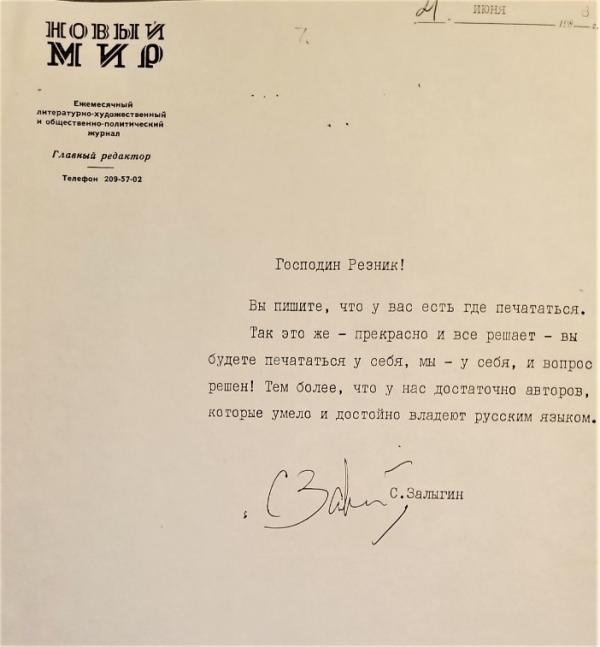 21 июня 198 г.
НОВЫЙ
МИР
Ежемесячный
литературно-художественный
и общественно-политический
журнал
Главный редактор
Телефон 209-57-02
Господин Резник!
Вы пишите, что у вас есть где печататься.
Так это же – прекрасно и все решает – вы
будете печататься у себя, мы – у себя, и вопрос
решен! Тем более, что у нас достаточно авторов,
которые умело и достойно владеют русским языком.
С.Залыгин